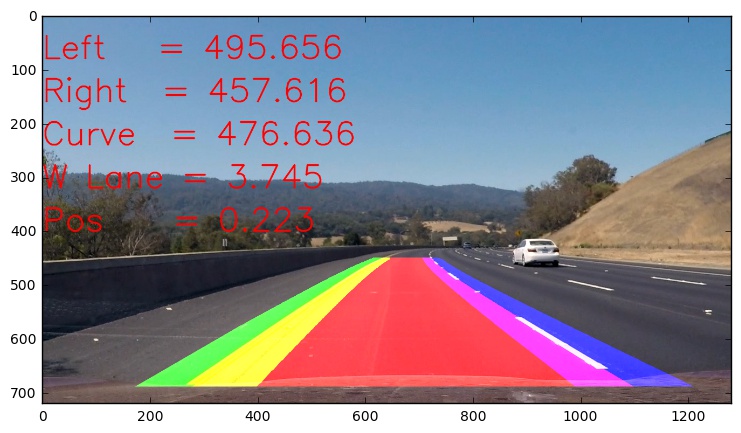 0
100
200
300
400
500
600
700
Left = 495.656
Right = 457.616
Curve = 476.636
W Lane = 3.745
Pos = 0.223
0 200 400 600 800 1000 1200